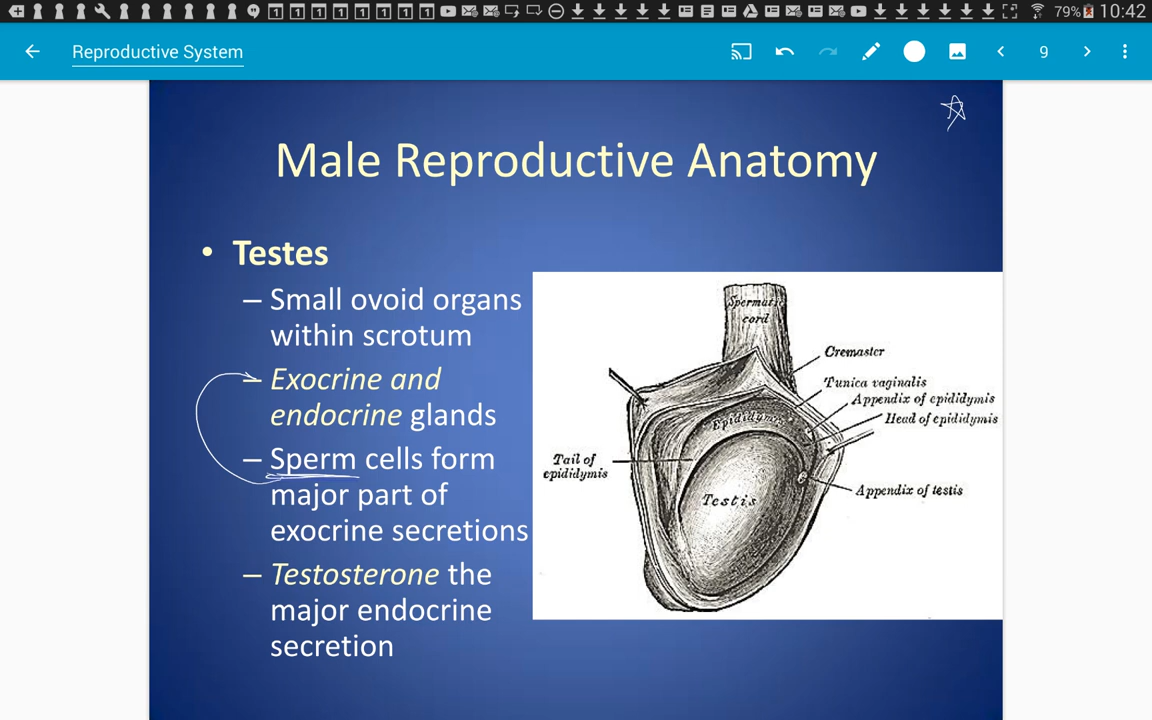 79% 10:42
Reproductive System
9
Male Reproductive Anatomy
• Testes
– Small ovoid organs
within scrotum
– Exocrine and
endocrine glands
– Sperm cells form
major part of
exocrine secretions
– Testosterone the
major endocrine
secretion
cord
Cremaster
Tunica vaginalis
Appendix of epididymis
Head of epididymis
Tail of
epididymis
Testis
Appendix of testis